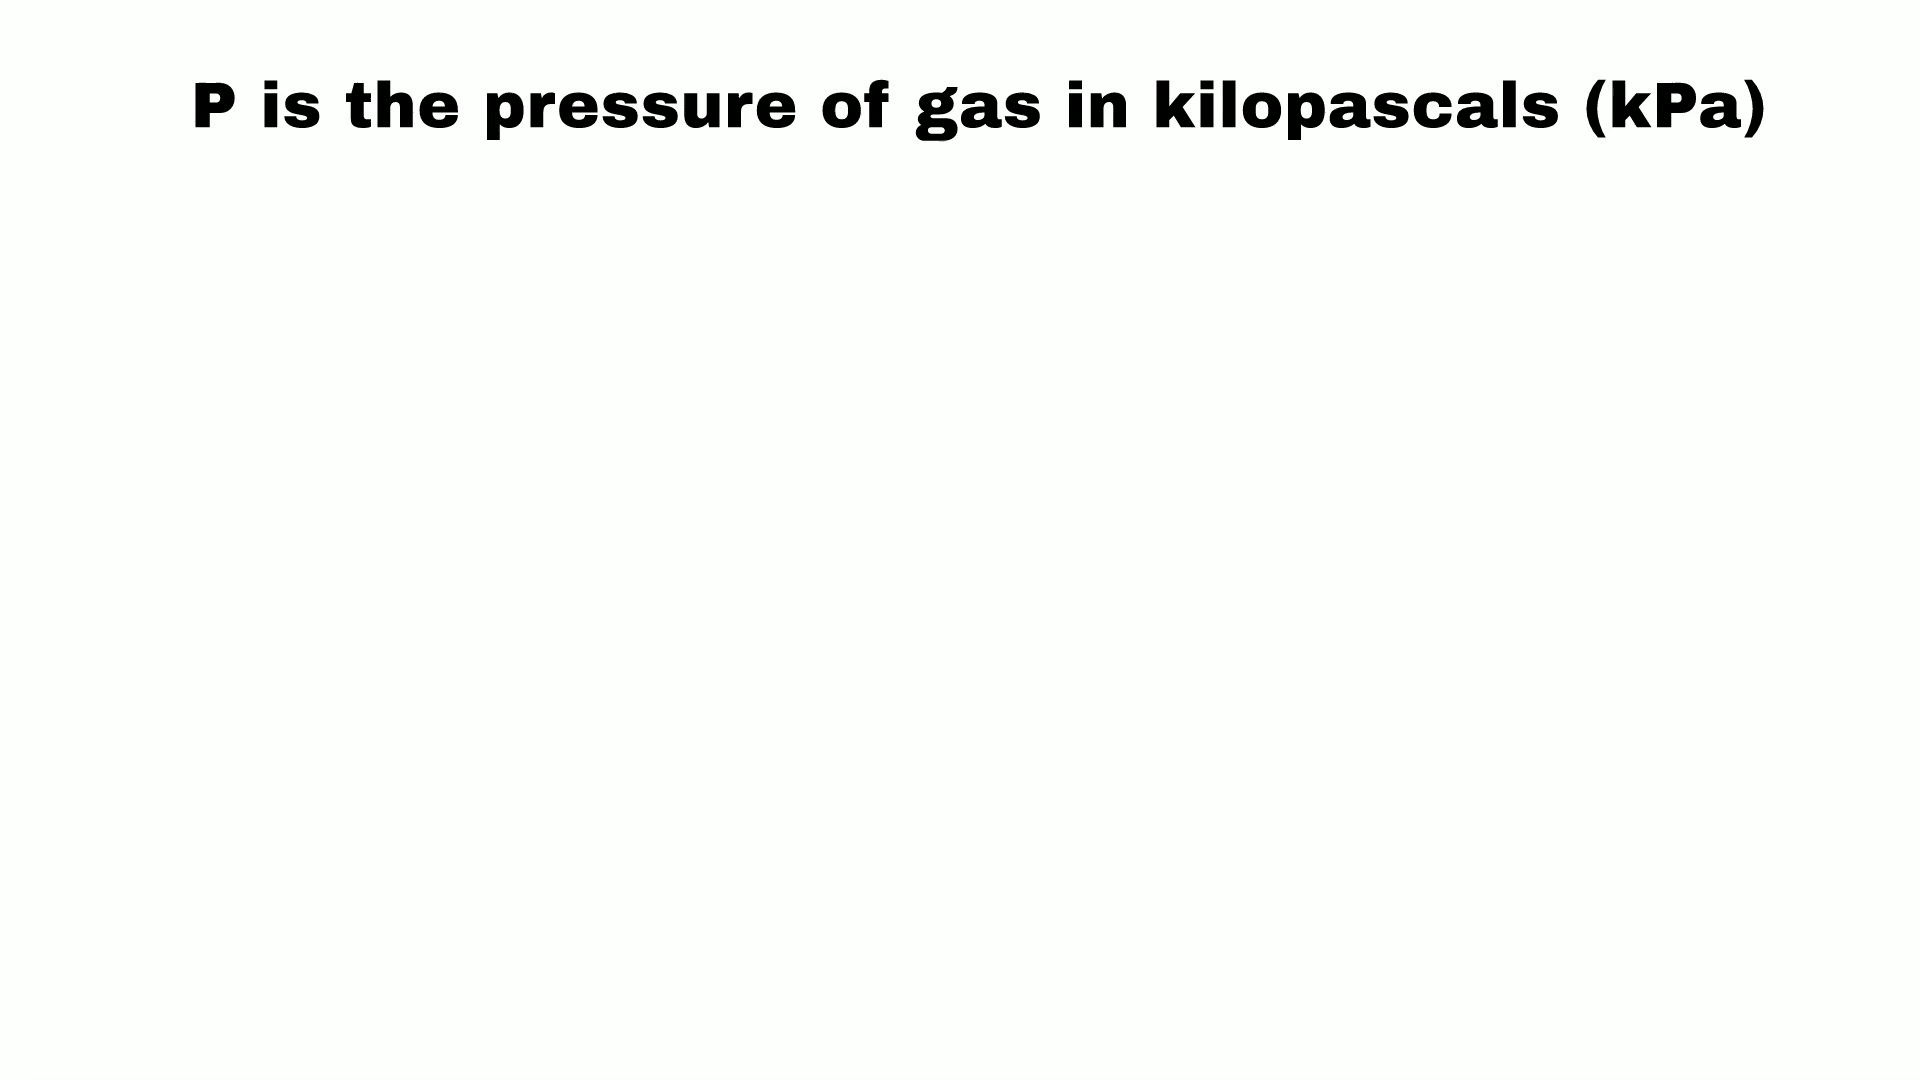 P is the pressure of gas in kilopascals (kPa)